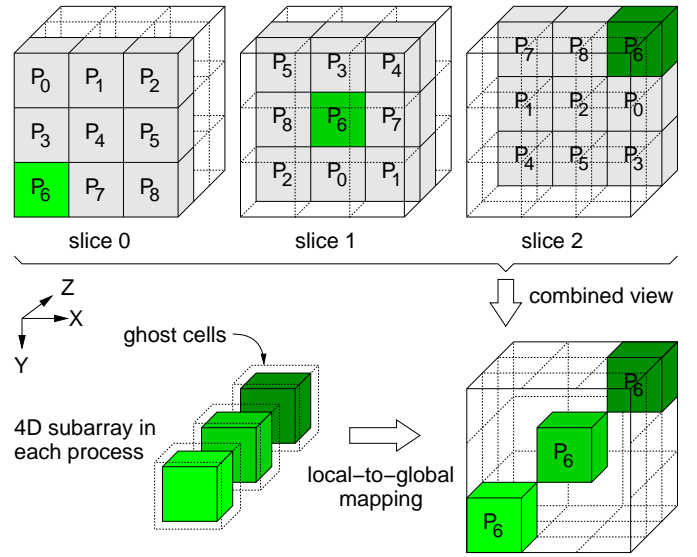 P0 P1 P2
P3 P4 P5
P6 P7 P8
slice 0
P5 P3 P4
P8 P6 P7
P2 P0 P1
slice 1
P7 P8 P6
P1 P2 P0
P4 P5 P3
slice 2
combined view
Z
X
Y
ghost cells
4D subarray in
each process
local−to−global
mapping
P6
P6
P6